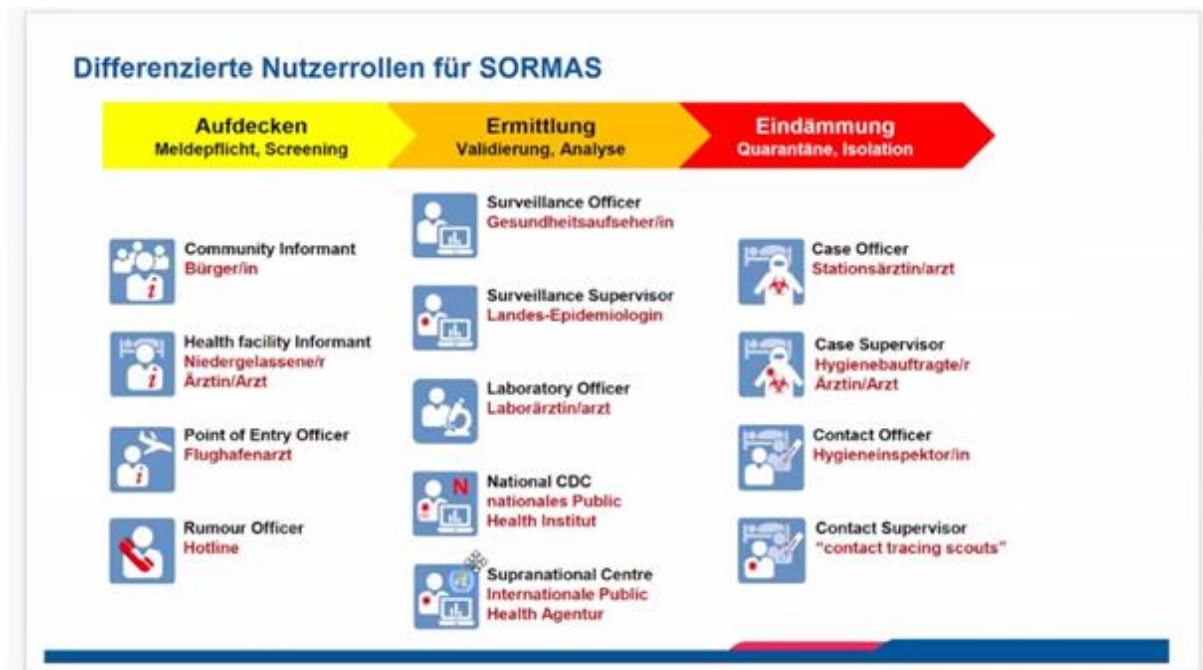 Differenzierte Nutzerrollen für SORMAS
Aufdecken
Meldepflicht, Screening
Ermittlung
Validierung, Analyse
Eindämmung
Quarantäne, Isolation
Community Informant
Bürger/in
Health facility Informant
Niedergelassene/r
Ärztin/Arzt
Point of Entry Officer
Flughafenarzt
Rumour Officer
Hotline
Surveillance Officer
Gesundheitsaufseher/in
Surveillance Supervisor
Landes-Epidemiologin
Laboratory Officer
Laborärztin/arzt
N
National CDC
nationales Public
Health Institut
Supranational Centre
Internationale Public
Health Agentur
Case Officer
Stationsärztin/arzt
Case Supervisor
Hygienebauftragte/r
Ärztin/Arzt
Contact Officer
Hygieneinspektor/in
Contact Supervisor
"contact tracing scouts"